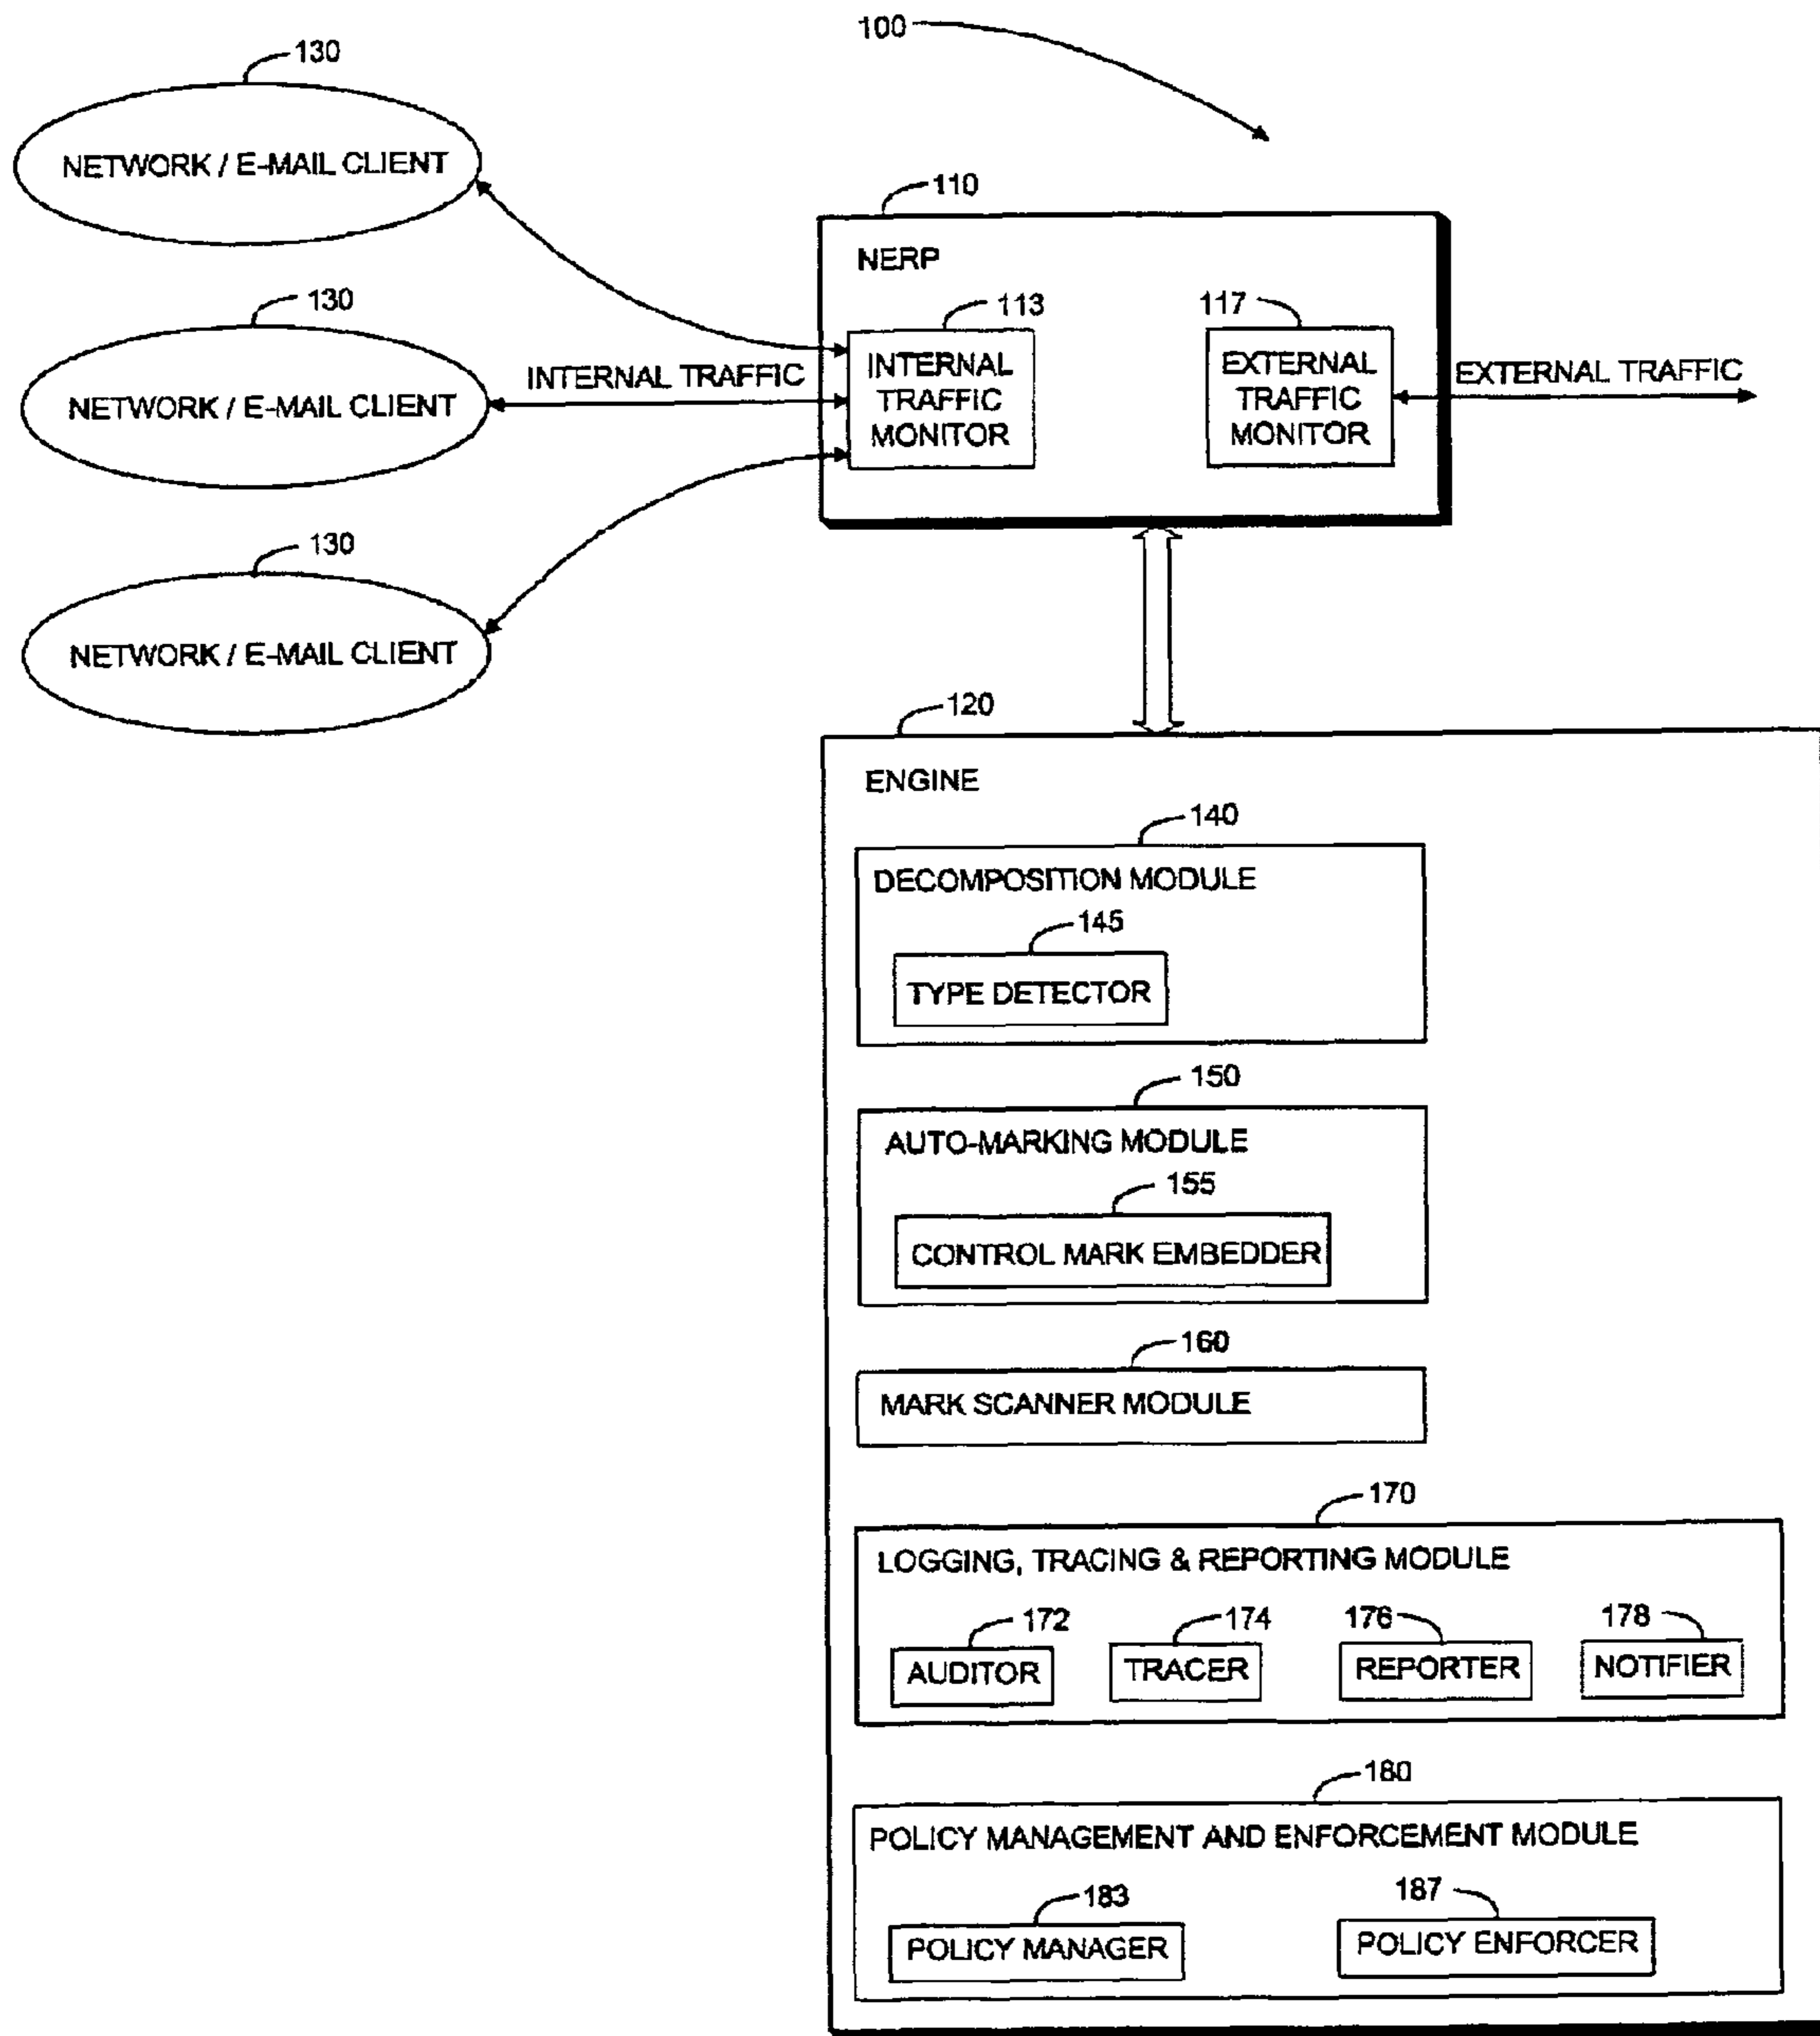 100
130
NETWORK / E-MAIL CLIENT
110
NERP
130
113
117
NETWORK / E-MAIL CLIENT
INTERNAL TRAFFIC
INTERNAL
TRAFFIC
MONITOR
EXTERNAL
TRAFFIC
MONITOR
EXTERNAL TRAFFIC
130
NETWORK / E-MAIL CLIENT
120
ENGINE
140
DECOMPOSITION MODULE
145
TYPE DETECTOR
150
AUTO-MARKING MODULE
155
CONTROL MARK EMBEDDER
160
MARK SCANNER MODULE
170
LOGGING, TRACING & REPORTING MODULE
172
174
176
178
AUDITOR
TRACER
REPORTER
NOTIFIER
180
POLICY MANAGEMENT AND ENFORCEMENT MODULE
183
187
POLICY MANAGER
POLICY ENFORCER